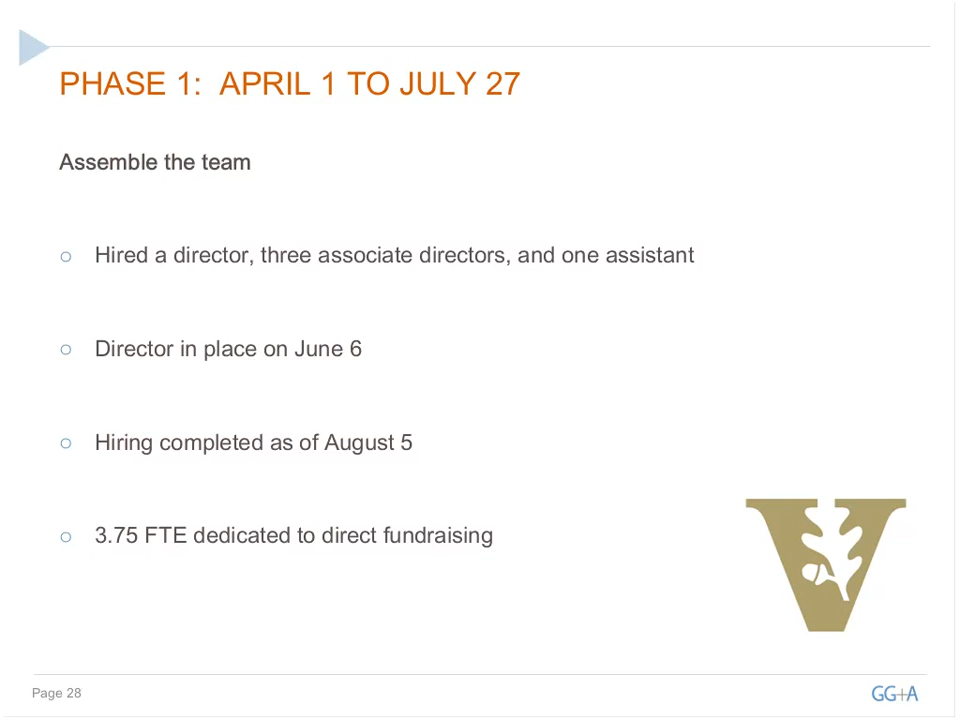 PHASE 1:  APRIL 1 TO JULY 27
Assemble the team
○ Hired a director, three associate directors, and one assistant
○ Director in place on June 6
○ Hiring completed as of August 5
○ 3.75 FTE dedicated to direct fundraising
V
Page 28
GG+A